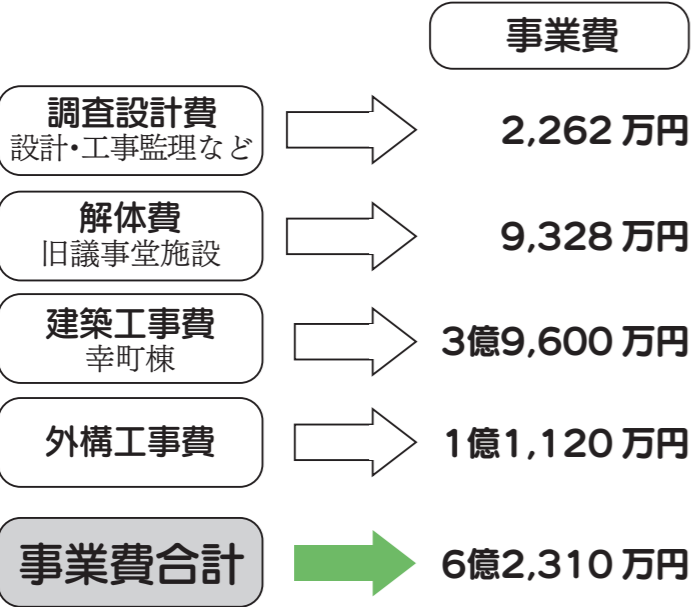 事業費
調査設計費
設計・工事監理など
2,262 万円
解体費
旧議事堂施設
9,328 万円
建築工事費
幸町棟
3億9,600 万円
外構工事費
1億1,120 万円
事業費合計
6億2,310 万円